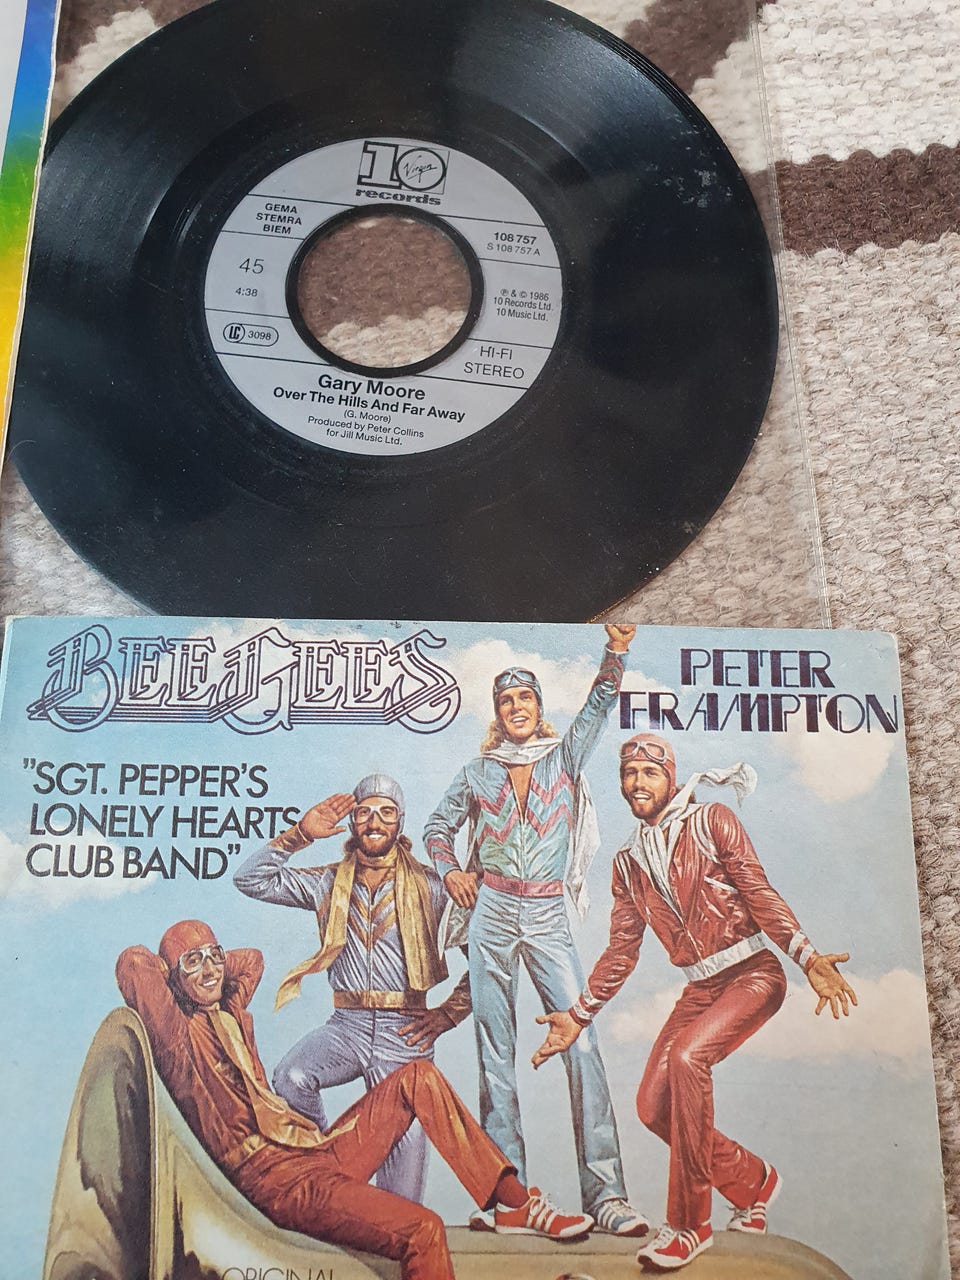 10 Virgin
records
GEMA
STEMRA
BIEM
45
4:38
LC 3098
108 757
S 108 757 A
℗ & © 1986
10 Records Ltd.
10 Music Ltd.
HI-FI
STEREO
Gary Moore
Over The Hills And Far Away
(G. Moore)
Produced by Peter Collins
for Jill Music Ltd.
BEE GEES
PETER
FRAMPTON
"SGT. PEPPER'S
LONELY HEARTS
CLUB BAND"
ORIGINAL